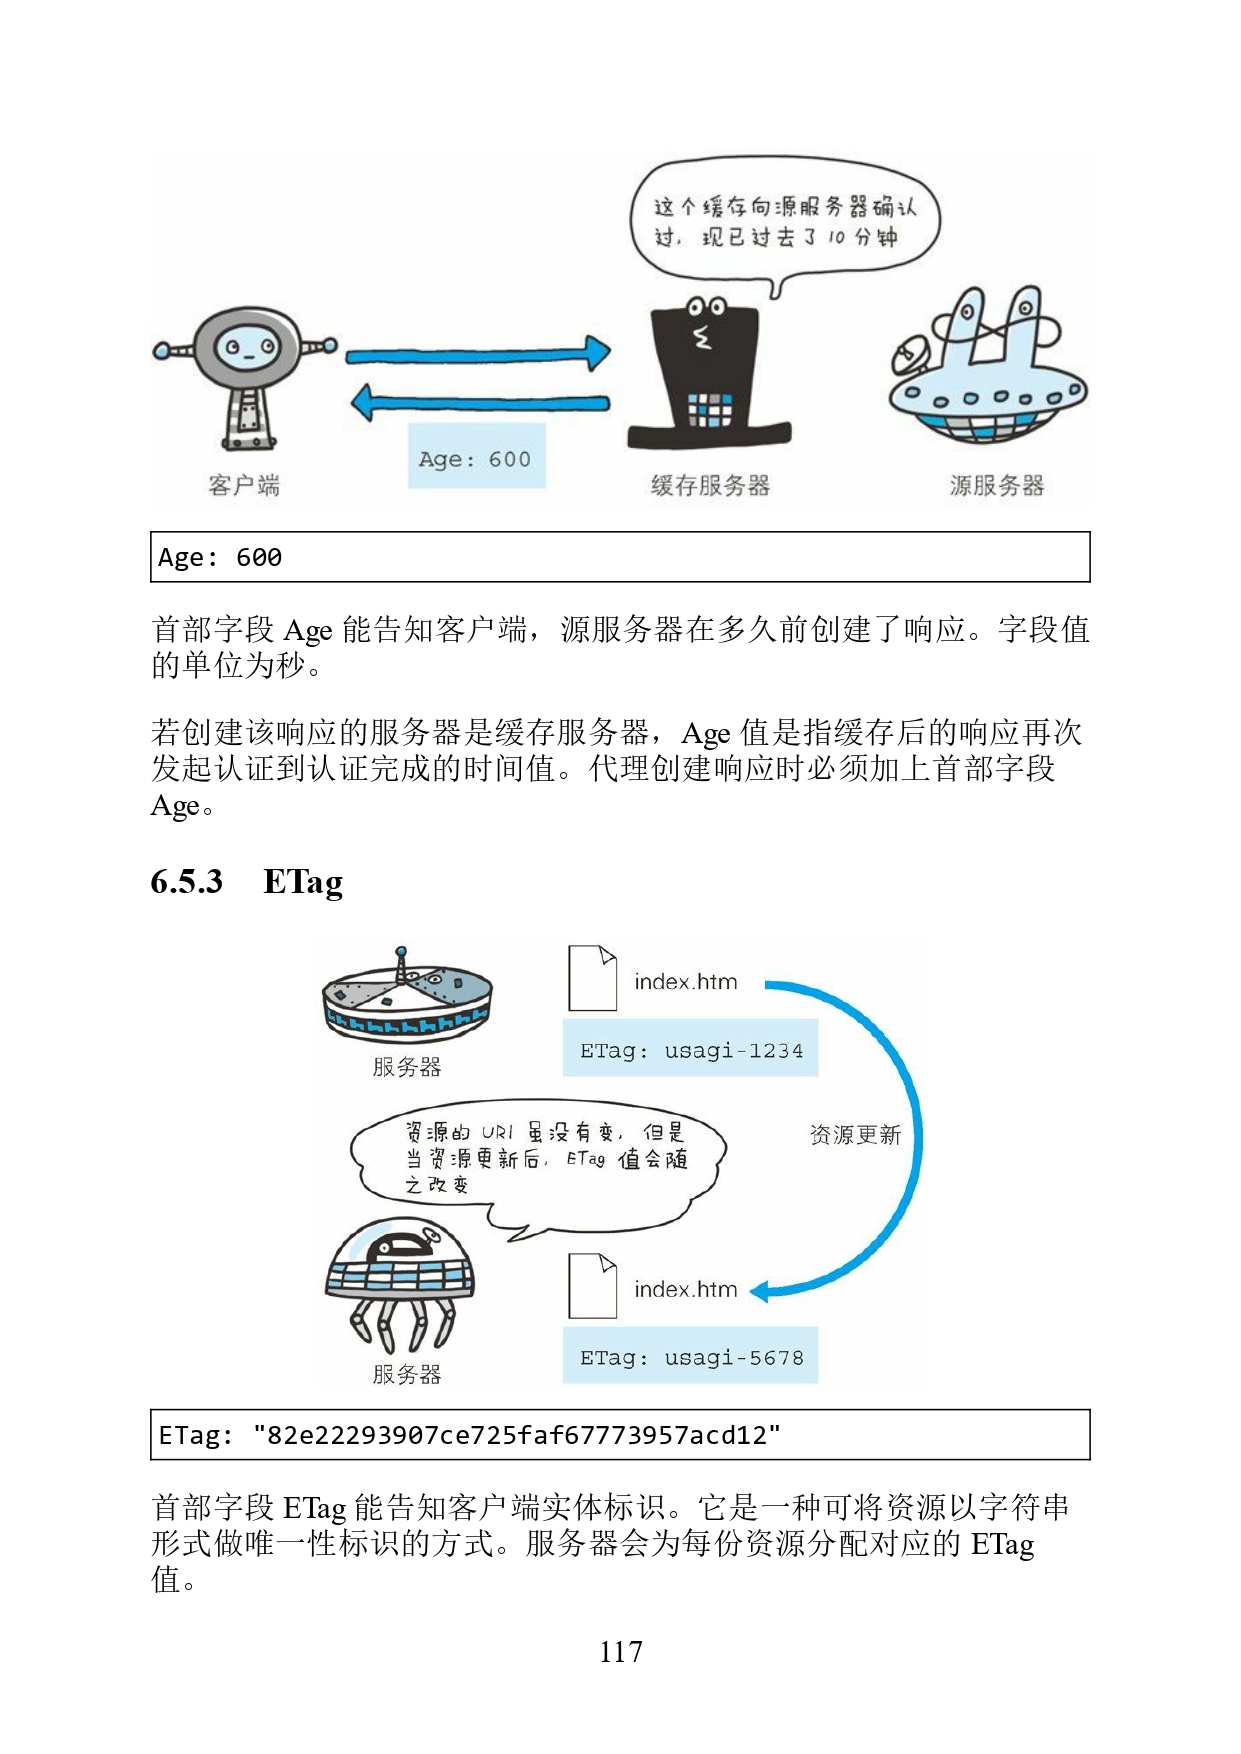 这个缓存向源服务器确认
过，现已过去了10分钟
Age: 600
客户端
缓存服务器
源服务器
Age: 600
首部字段 Age 能告知客户端，源服务器在多久前创建了响应。字段值
的单位为秒。
若创建该响应的服务器是缓存服务器，Age 值是指缓存后的响应再次
发起认证到认证完成的时间值。代理创建响应时必须加上首部字段
Age。
6.5.3 ETag
index.htm
ETag: usagi-1234
服务器
资源的 URI 虽没有变，但是
当资源更新后，ETag 值会随
之改变
资源更新
index.htm
ETag: usagi-5678
服务器
ETag: "82e22293907ce725faf67773957acd12"
首部字段 ETag 能告知客户端实体标识。它是一种可将资源以字符串
形式做唯一性标识的方式。服务器会为每份资源分配对应的 ETag
值。
117